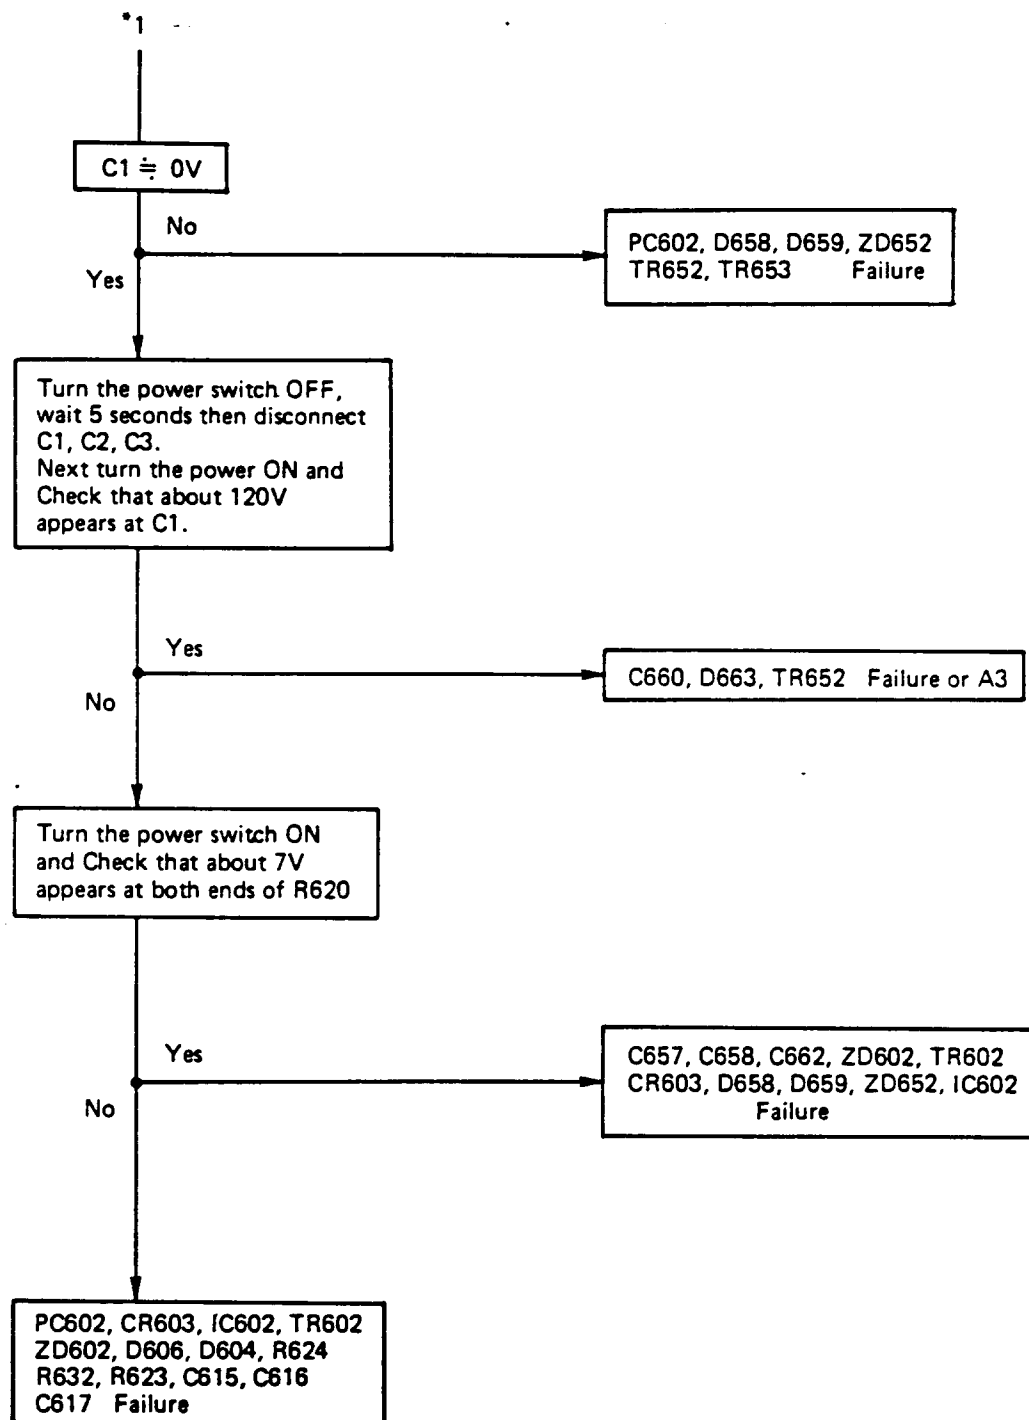 *1
C1 ≒ 0V
No
PC602, D658, D659, ZD652
TR652, TR653 Failure
Yes
Turn the power switch OFF,
wait 5 seconds then disconnect
C1, C2, C3.
Next turn the power ON and
Check that about 120V
appears at C1.
Yes
C660, D663, TR652 Failure or A3
No
Turn the power switch ON
and Check that about 7V
appears at both ends of R620
Yes
C657, C658, C662, ZD602, TR602
CR603, D658, D659, ZD652, IC602
Failure
No
PC602, CR603, IC602, TR602
ZD602, D606, D604, R624
R632, R623, C615, C616
C617 Failure